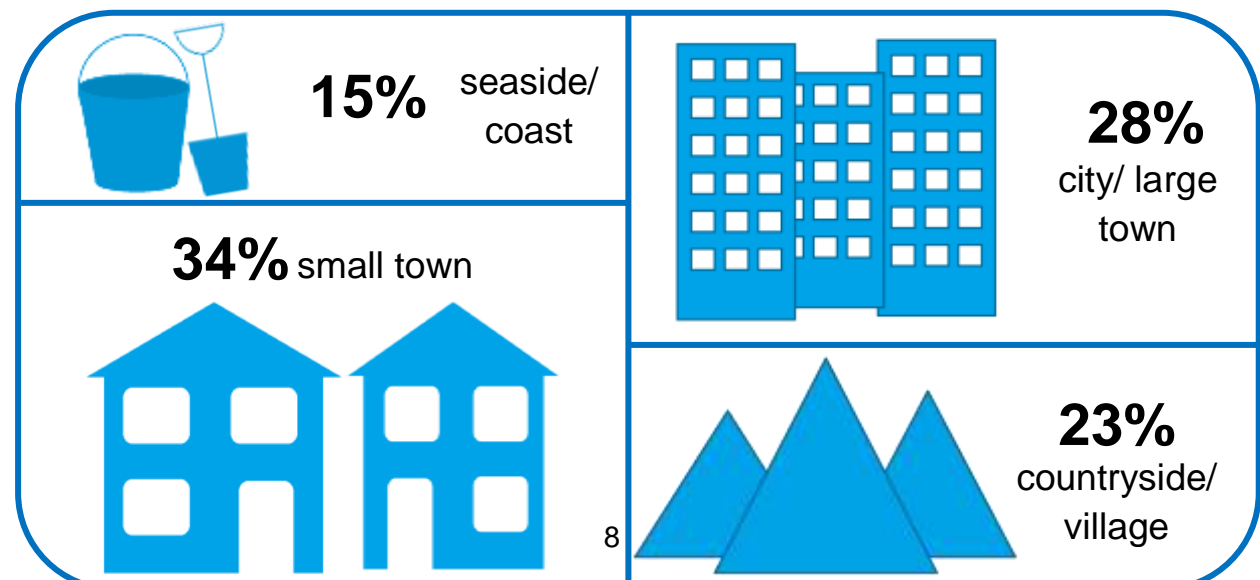 15% seaside/
coast
34% small town
28%
city/ large
town
23%
countryside/
village
8